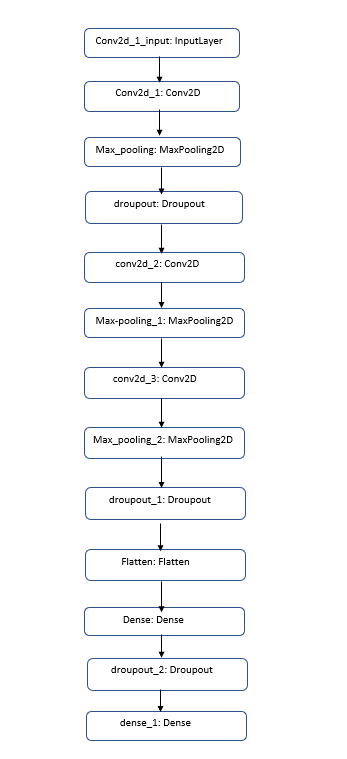 Conv2d_1_input: InputLayer
Conv2d_1: Conv2D
Max_pooling: MaxPooling2D
droupout: Droupout
conv2d_2: Conv2D
Max-pooling_1: MaxPooling2D
conv2d_3: Conv2D
Max_pooling_2: MaxPooling2D
droupout_1: Droupout
Flatten: Flatten
Dense: Dense
droupout_2: Droupout
dense_1: Dense